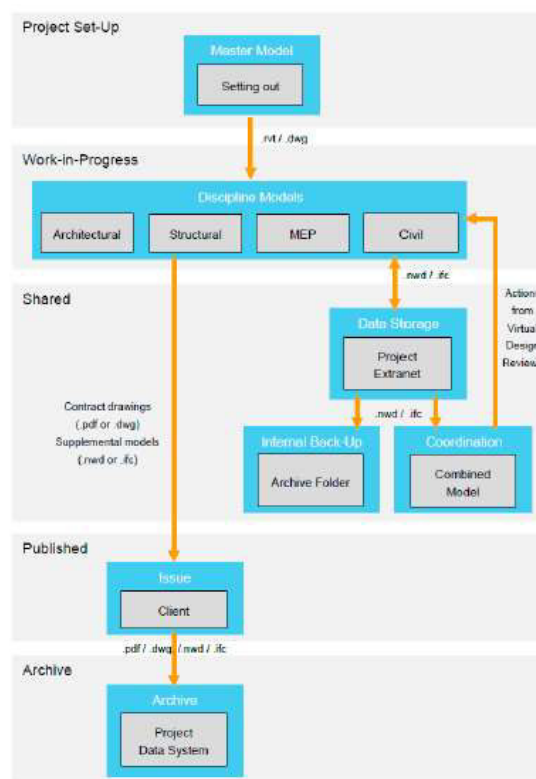 Project Set-Up
Master Model
Setting out
.rvt / .dwg
Work-in-Progress
Discipline Models
Architectural
Structural
MEP
Civil
.nwd / .ifc
Shared
Data Storage
Project
Extranet
Actions
from
Virtual
Design
Review
Contract drawings
(.pdf or .dwg)
Supplemental models
(.nwd or .ifc)
.nwd / .ifc
Internal Back-Up
Archive Folder
Coordination
Combined
Model
Published
Issue
Client
.pdf / .dwg / .nwd / .ifc
Archive
Archive
Project
Data System